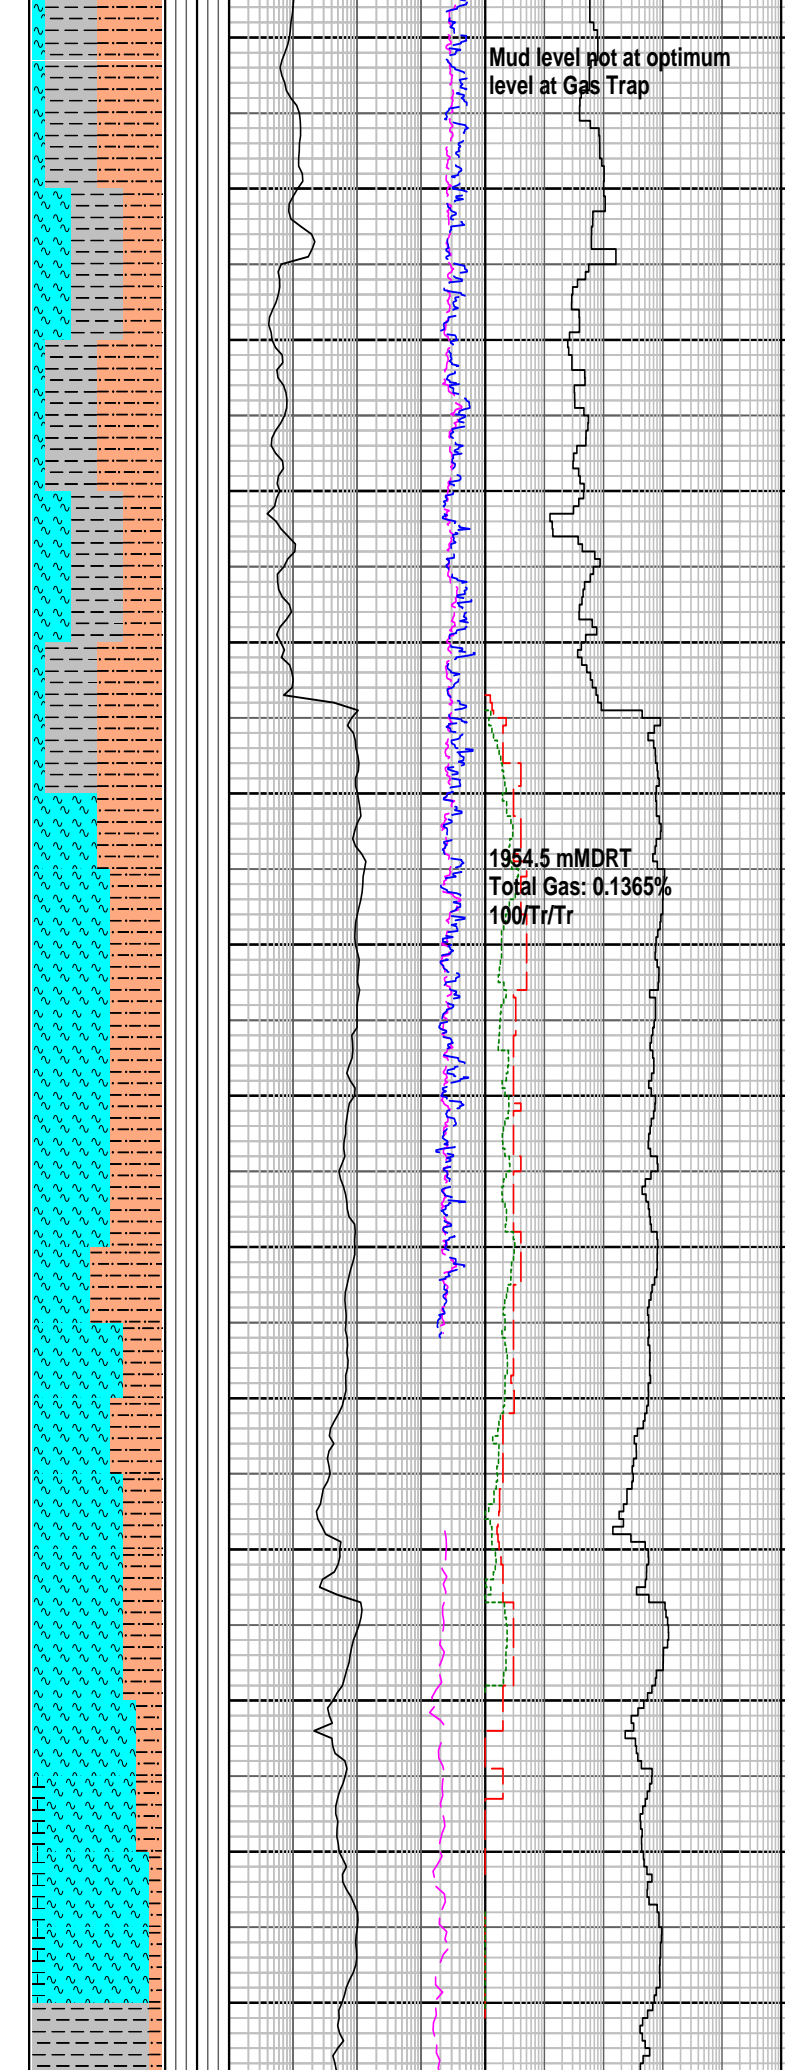 Mud level not at optimum
level at Gas Trap
1954.5 mMDRT
Total Gas: 0.1365%
100/Tr/Tr